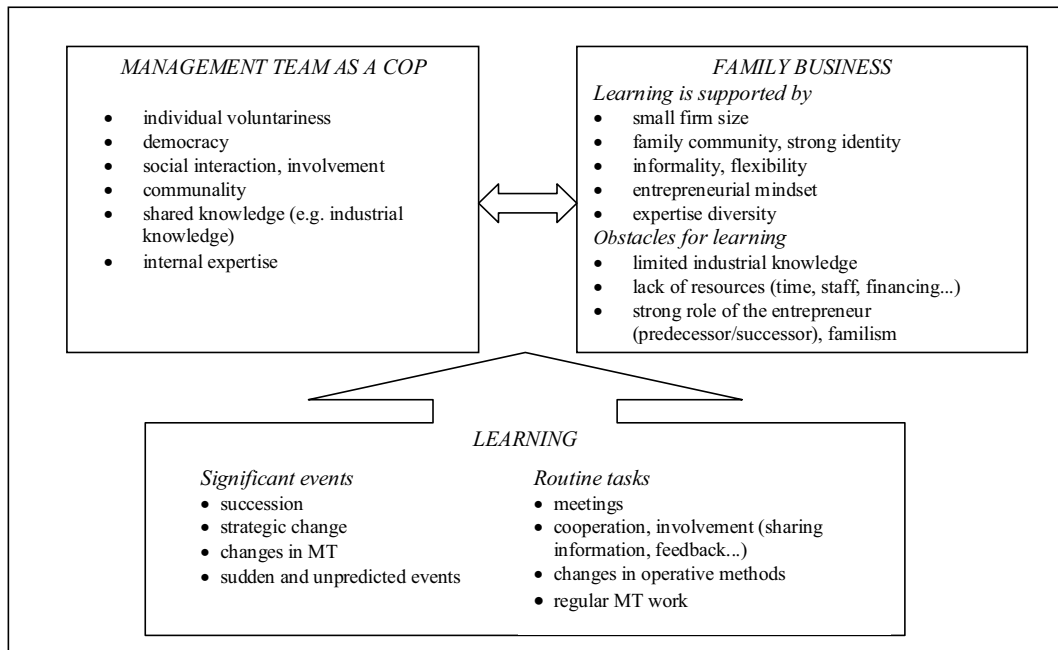 MANAGEMENT TEAM AS A COP
• individual voluntariness
• democracy
• social interaction, involvement
• communality
• shared knowledge (e.g. industrial
knowledge)
• internal expertise
FAMILY BUSINESS
Learning is supported by
• small firm size
• family community, strong identity
• informality, flexibility
• entrepreneurial mindset
• expertise diversity
Obstacles for learning
• limited industrial knowledge
• lack of resources (time, staff, financing...)
• strong role of the entrepreneur
(predecessor/successor), familism
LEARNING
Significant events
• succession
• strategic change
• changes in MT
• sudden and unpredicted events
Routine tasks
• meetings
• cooperation, involvement (sharing
information, feedback...)
• changes in operative methods
• regular MT work